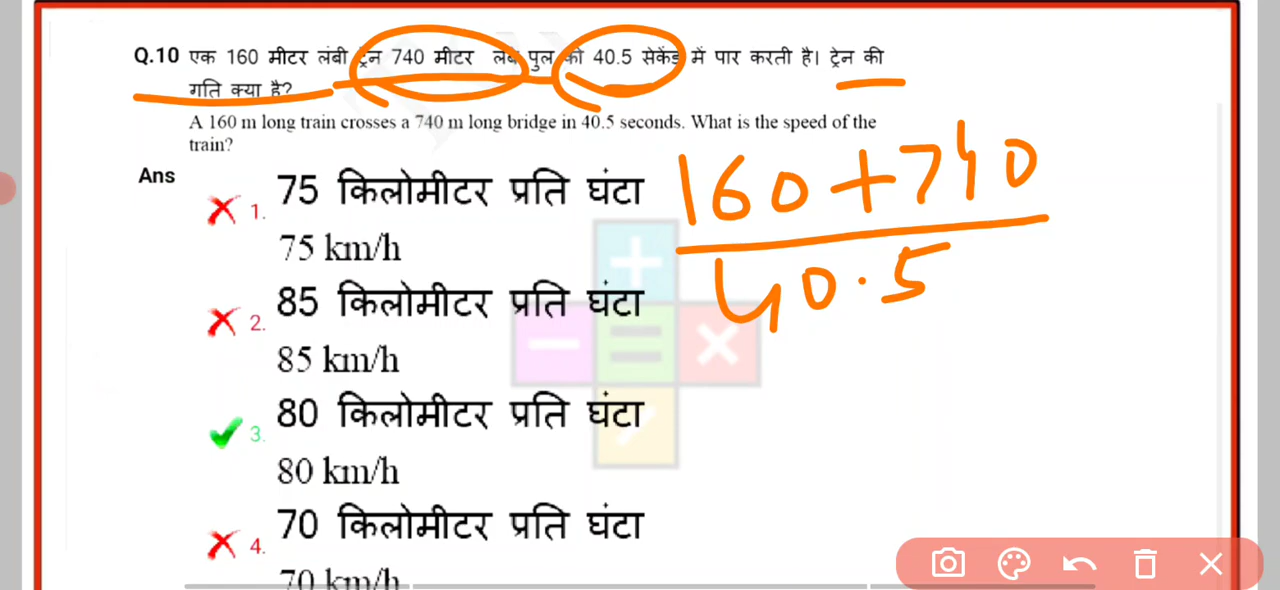 Q.10 एक 160 मीटर लंबी ट्रेन 740 मीटर लंबे पुल को 40.5 सेकेंड में पार करती है। ट्रेन की
गति क्या है?
A 160 m long train crosses a 740 m long bridge in 40.5 seconds. What is the speed of the
train?
Ans
1. 75 किलोमीटर प्रति घंटा
75 km/h
2. 85 किलोमीटर प्रति घंटा
85 km/h
3. 80 किलोमीटर प्रति घंटा
80 km/h
4. 70 किलोमीटर प्रति घंटा
70 km/h
160+740
40.5